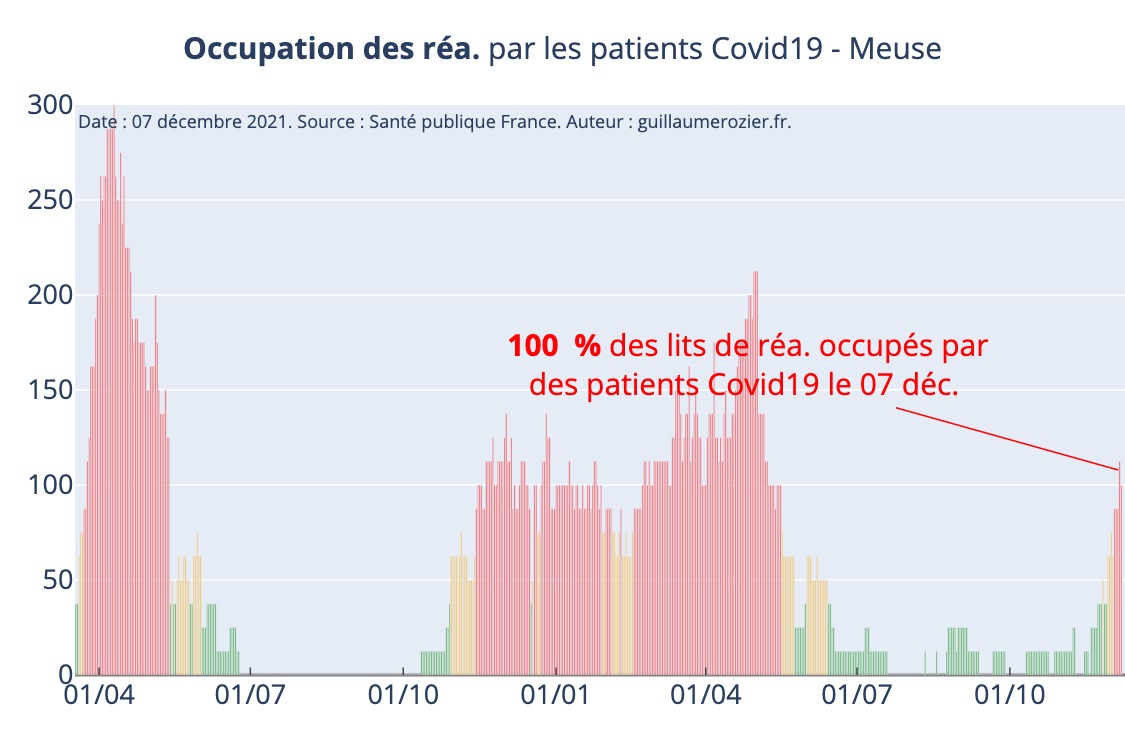 Occupation des réa. par les patients Covid19 - Meuse
300
Date : 07 décembre 2021. Source : Santé publique France. Auteur : guillaumerozier.fr.
250
200
100  % des lits de réa. occupés par
des patients Covid19 le 07 déc.
150
100
50
0
01/04 01/07 01/10 01/01 01/04 01/07 01/10